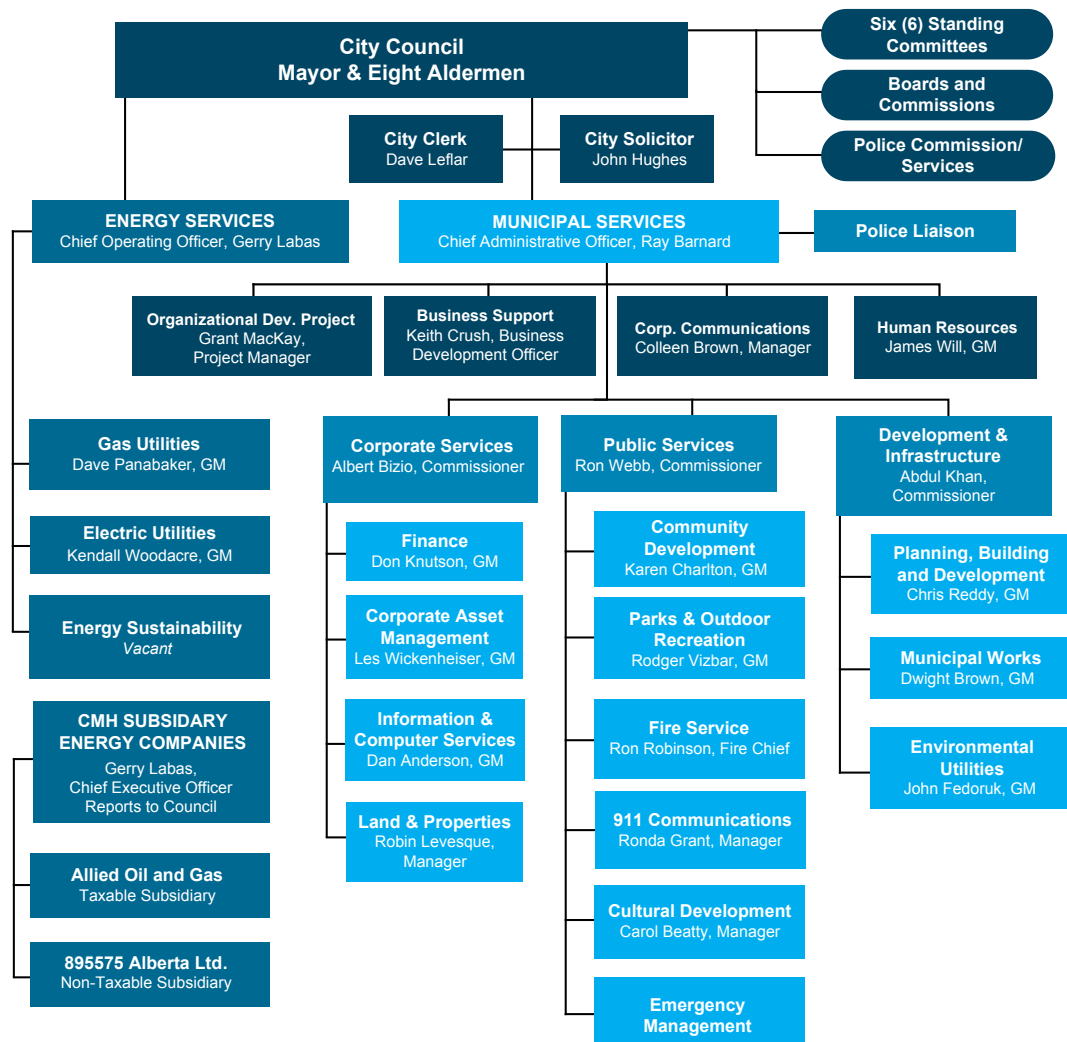 City Council
Mayor & Eight Aldermen
Six (6) Standing
Committees
Boards and
Commissions
Police Commission/
Services
City Clerk
Dave Leflar
City Solicitor
John Hughes
ENERGY SERVICES
Chief Operating Officer, Gerry Labas
MUNICIPAL SERVICES
Chief Administrative Officer, Ray Barnard
Police Liaison
Organizational Dev. Project
Grant MacKay,
Project Manager
Business Support
Keith Crush, Business
Development Officer
Corp. Communications
Colleen Brown, Manager
Human Resources
James Will, GM
Gas Utilities
Dave Panabaker, GM
Electric Utilities
Kendall Woodacre, GM
Energy Sustainability
Vacant
CMH SUBSIDARY
ENERGY COMPANIES
Gerry Labas,
Chief Executive Officer
Reports to Council
Allied Oil and Gas
Taxable Subsidiary
895575 Alberta Ltd.
Non-Taxable Subsidiary
Corporate Services
Albert Bizio, Commissioner
Finance
Don Knutson, GM
Corporate Asset
Management
Les Wickenheiser, GM
Information &
Computer Services
Dan Anderson, GM
Land & Properties
Robin Levesque,
Manager
Public Services
Ron Webb, Commissioner
Community
Development
Karen Charlton, GM
Parks & Outdoor
Recreation
Rodger Vizbar, GM
Fire Service
Ron Robinson, Fire Chief
911 Communications
Ronda Grant, Manager
Cultural Development
Carol Beatty, Manager
Emergency
Management
Development &
Infrastructure
Abdul Khan,
Commissioner
Planning, Building
and Development
Chris Reddy, GM
Municipal Works
Dwight Brown, GM
Environmental
Utilities
John Fedoruk, GM